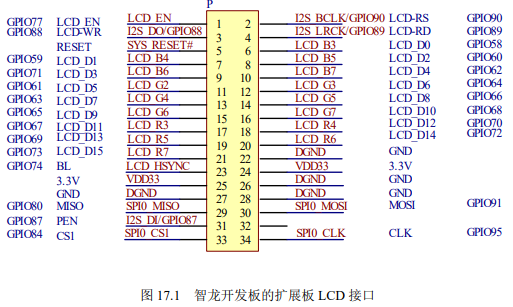 P
GPIO77 LCD_EN LCD_EN 1 2 I2S_BCLK/GPIO90 LCD-RS GPIO90
GPIO88 LCD-WR I2S_DO/GPIO88 3 4 I2S_LRCK/GPIO89 LCD-RD GPIO89
RESET SYS_RESET# 5 6 LCD_B3 LCD_D0 GPIO58
GPIO59 LCD_D1 LCD_B4 7 8 LCD_B5 LCD_D2 GPIO60
GPIO71 LCD_D3 LCD_B6 9 10 LCD_B7 LCD_D4 GPIO62
GPIO61 LCD_D5 LCD_G2 11 12 LCD_G3 LCD_D6 GPIO64
GPIO63 LCD_D7 LCD_G4 13 14 LCD_G5 LCD_D8 GPIO66
GPIO65 LCD_D9 LCD_G6 15 16 LCD_G7 LCD_D10 GPIO68
GPIO67 LCD_D11 LCD_R3 17 18 LCD_R4 LCD_D12 GPIO70
GPIO69 LCD_D13 LCD_R5 19 20 LCD_R6 LCD_D14 GPIO72
GPIO73 LCD_D15 LCD_R7 21 22 DGND GND
GPIO74 BL LCD_HSYNC 23 24 VDD33 3.3V
3.3V VDD33 25 26 DGND GND
GND DGND 27 28 DGND GND
GPIO80 MISO SPI0_MISO 29 30 SPI0_MOSI MOSI GPIO91
GPIO87 PEN I2S_DI/GPIO87 31 32
GPIO84 CS1 SPI0_CS1 33 34 SPI0_CLK CLK GPIO95
图 17.1 智龙开发板的扩展板 LCD 接口